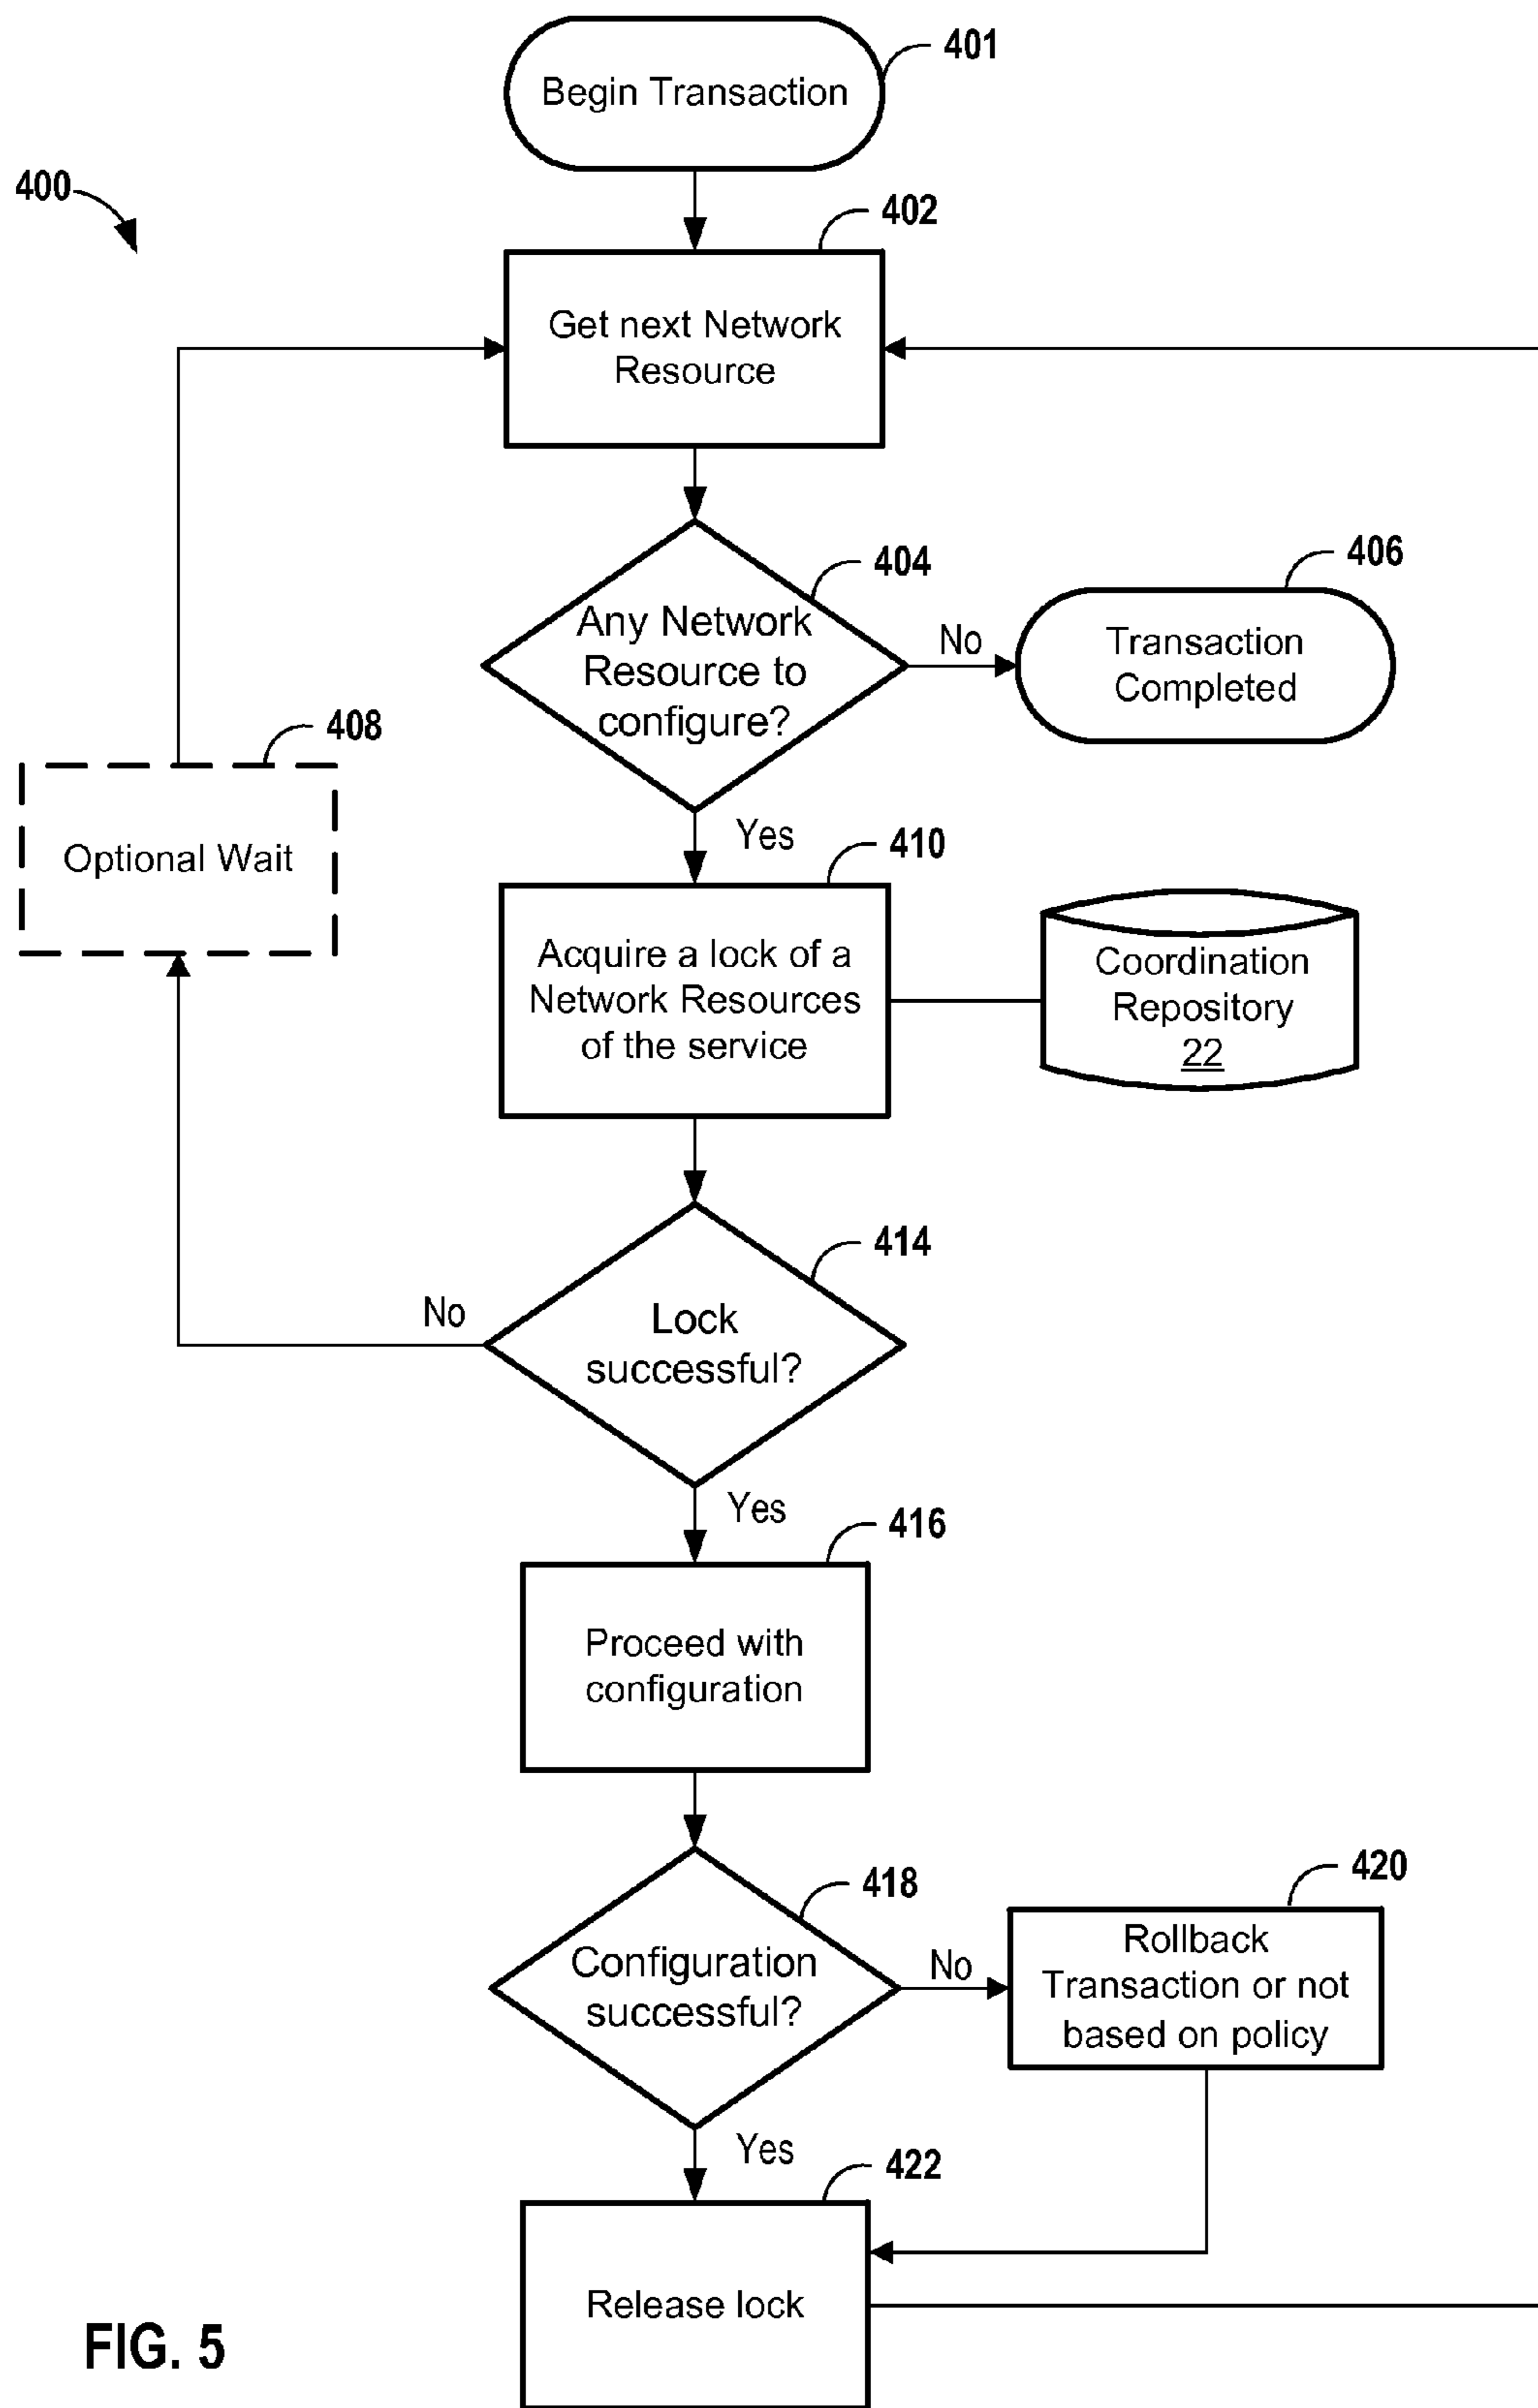 401
Begin Transaction
400
402
Get next Network
Resource
404
Any Network
Resource to
configure?
No
406
Transaction
Completed
408
Optional Wait
Yes
410
Acquire a lock of a
Network Resources
of the service
Coordination
Repository
22
414
Lock
successful?
No
Yes
416
Proceed with
configuration
418
Configuration
successful?
No
420
Rollback
Transaction or not
based on policy
Yes
422
Release lock
FIG. 5